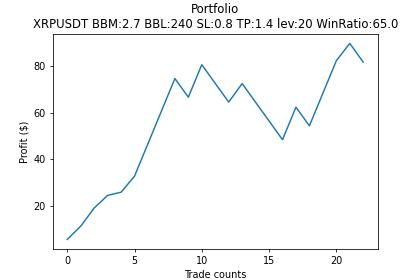 Portfolio
XRPUSDT BBM:2.7 BBL:240 SL:0.8 TP:1.4 lev:20 WinRatio:65.0
80
60
40
20
Profit ($)
0 5 10 15 20
Trade counts